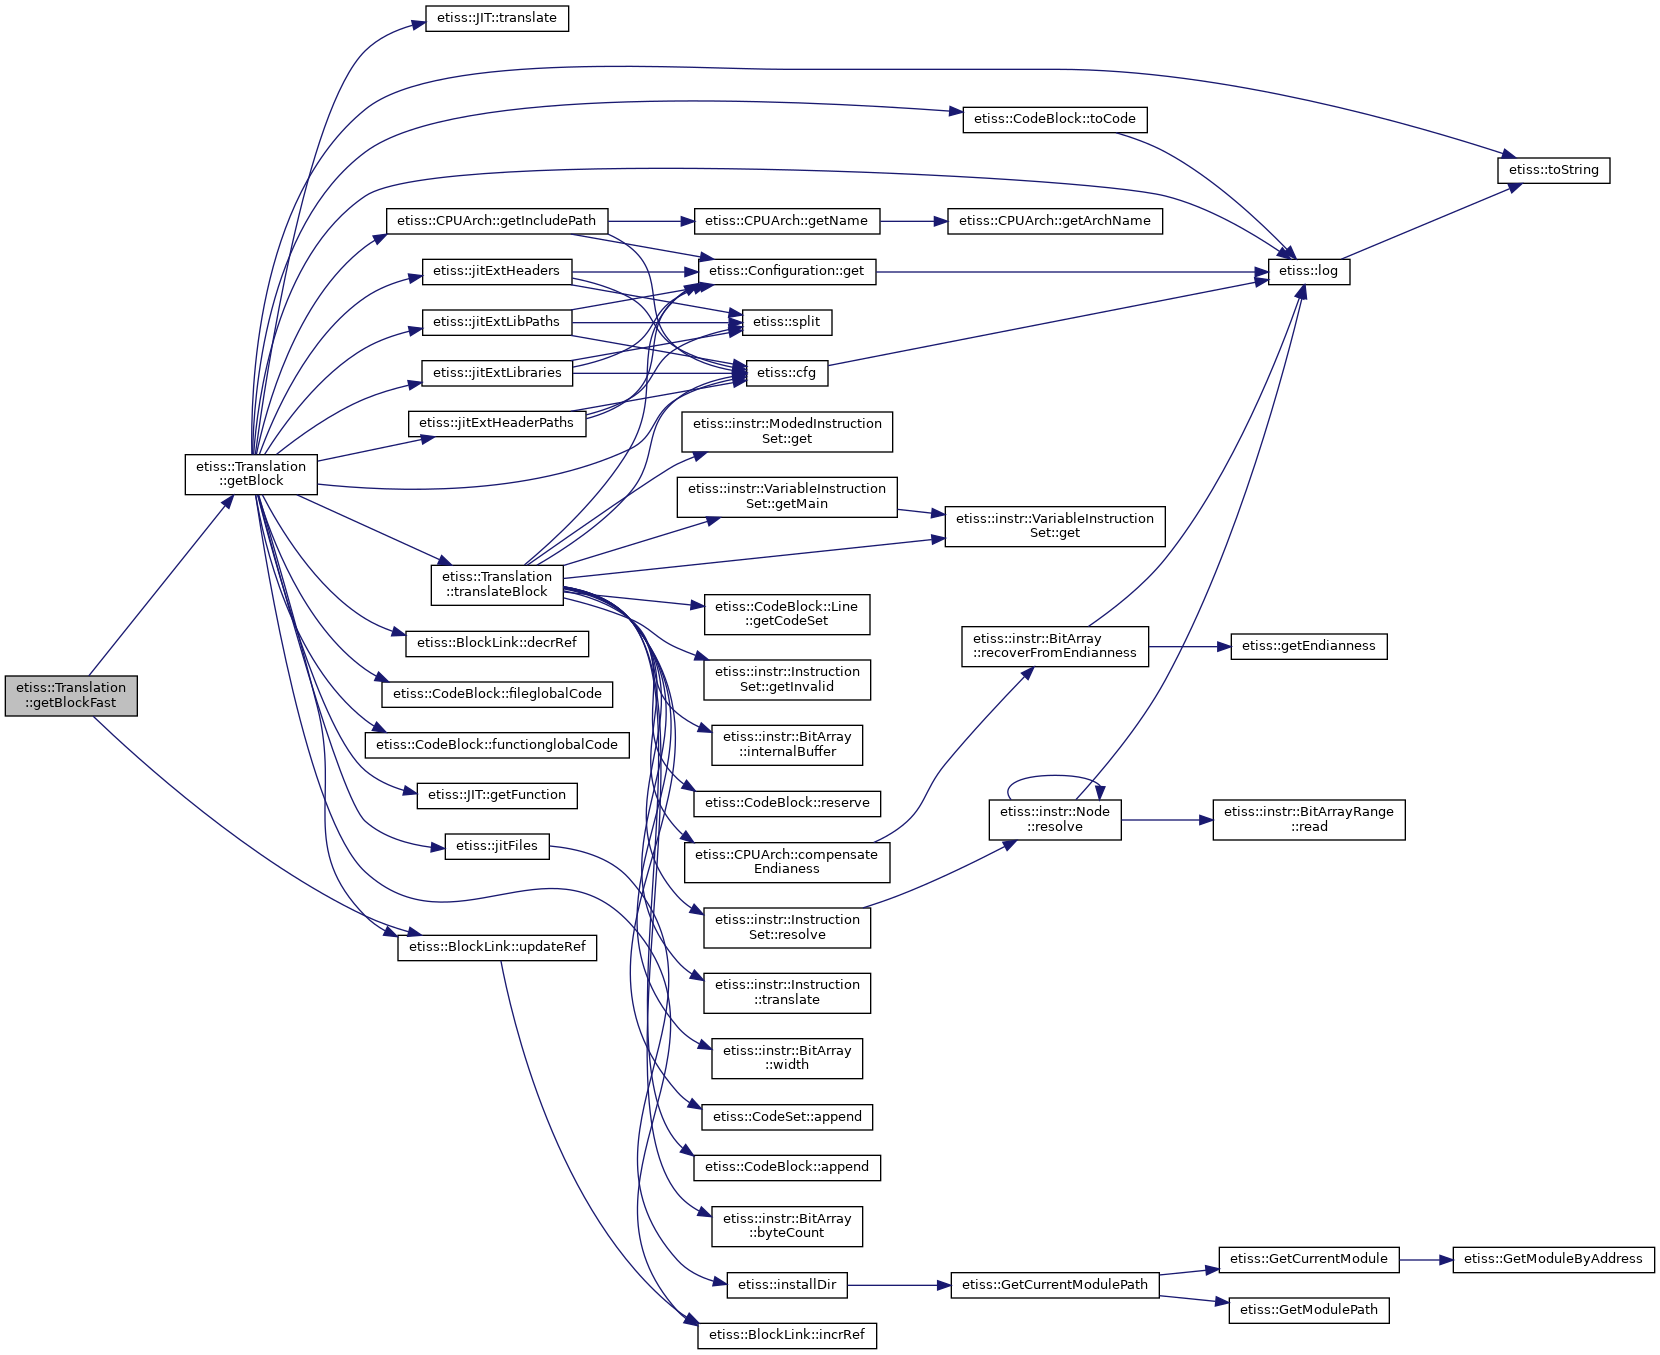 etiss::Translation
::getBlockFast
etiss::Translation
::getBlock
etiss::JIT::translate
etiss::CPUArch::getIncludePath
etiss::jitExtHeaders
etiss::jitExtLibPaths
etiss::jitExtLibraries
etiss::jitExtHeaderPaths
etiss::Translation
::translateBlock
etiss::BlockLink::decrRef
etiss::CodeBlock::fileglobalCode
etiss::CodeBlock::functionglobalCode
etiss::JIT::getFunction
etiss::jitFiles
etiss::BlockLink::updateRef
etiss::CPUArch::getName
etiss::Configuration::get
etiss::split
etiss::cfg
etiss::instr::ModedInstruction
Set::get
etiss::instr::VariableInstruction
Set::getMain
etiss::CodeBlock::Line
::getCodeSet
etiss::instr::Instruction
Set::getInvalid
etiss::instr::BitArray
::internalBuffer
etiss::CodeBlock::reserve
etiss::CPUArch::compensate
Endianess
etiss::instr::Instruction
Set::resolve
etiss::instr::Instruction
::translate
etiss::instr::BitArray
::width
etiss::CodeSet::append
etiss::CodeBlock::append
etiss::instr::BitArray
::byteCount
etiss::installDir
etiss::BlockLink::incrRef
etiss::CodeBlock::toCode
etiss::CPUArch::getArchName
etiss::instr::VariableInstruction
Set::get
etiss::instr::BitArray
::recoverFromEndianness
etiss::instr::Node
::resolve
etiss::GetCurrentModulePath
etiss::log
etiss::getEndianness
etiss::instr::BitArrayRange
::read
etiss::GetCurrentModule
etiss::GetModulePath
etiss::toString
etiss::GetModuleByAddress